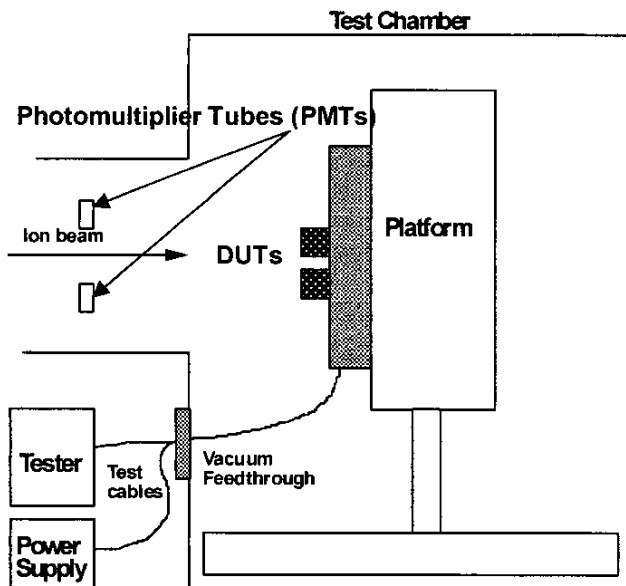 Test Chamber
Photomultiplier Tubes (PMTs)
Ion beam
DUTs
Platform
Tester
Test
cables
Vacuum
Feedthrough
Power
Supply